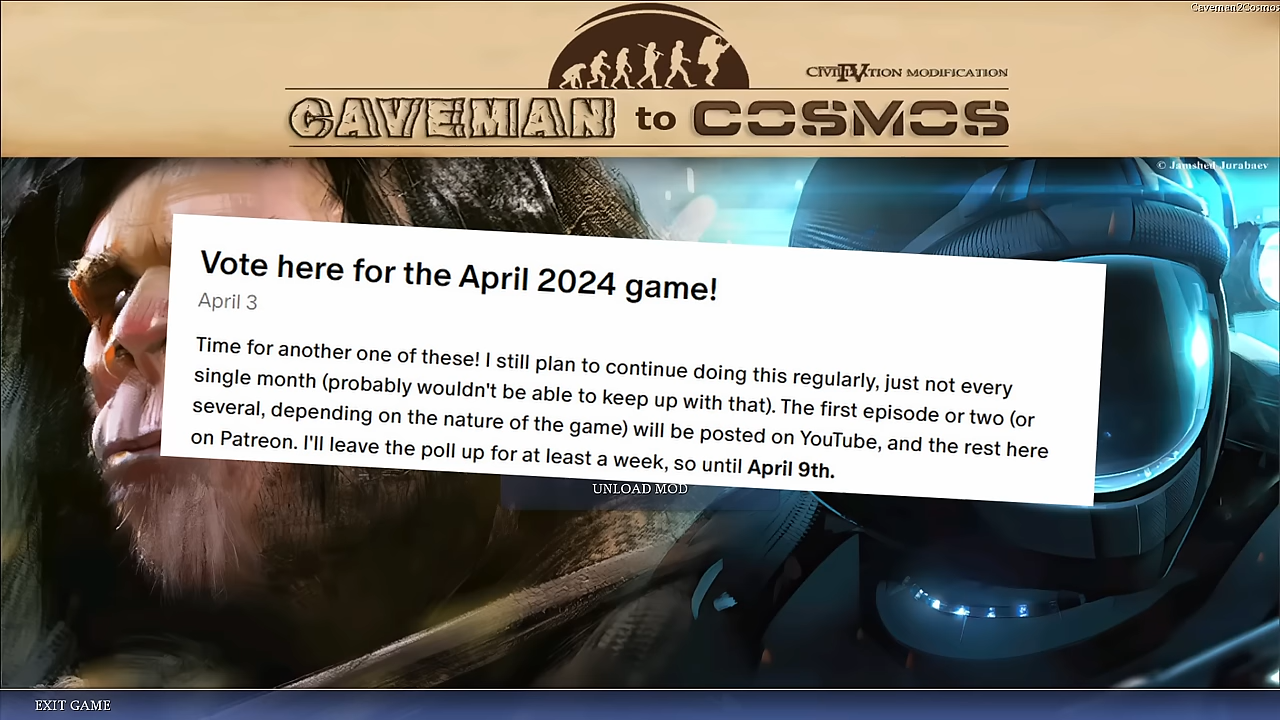 Caveman2Cosmos
CIVILIZATION IV MODIFICATION
CAVEMAN to COSMOS
© Jamshed Jurabaev
Vote here for the April 2024 game!
April 3
Time for another one of these! I still plan to continue doing this regularly, just not every
single month (probably wouldn't be able to keep up with that). The first episode or two (or
several, depending on the nature of the game) will be posted on YouTube, and the rest here
on Patreon. I'll leave the poll up for at least a week, so until April 9th.
UNLOAD MOD
EXIT GAME